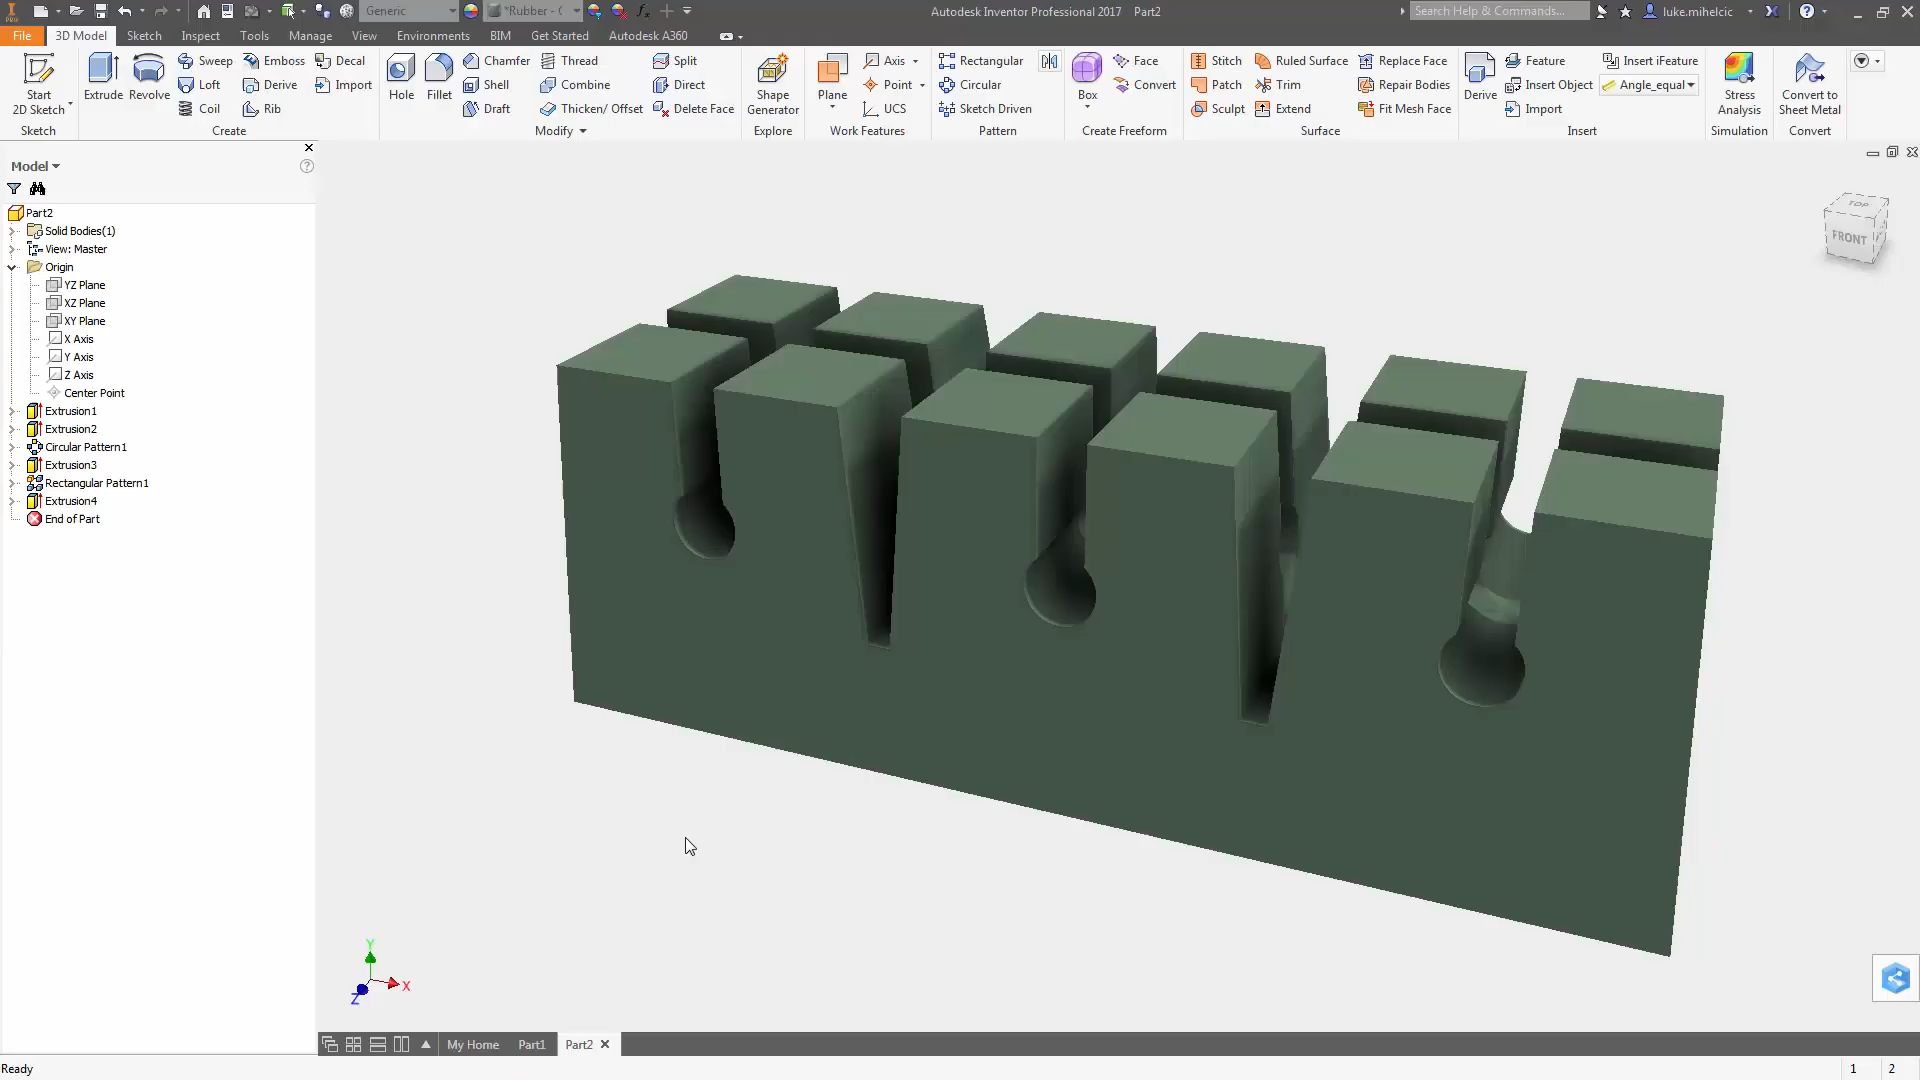 PRO Generic *Rubber - fx Autodesk Inventor Professional 2017 Part2 Search Help & Commands... luke.mihelcic
File 3D Model Sketch Inspect Tools Manage View Environments BIM Get Started Autodesk A360
Sweep Emboss Decal Chamfer Thread Split Axis Rectangular Face Stitch Ruled Surface Replace Face Feature Insert iFeature
Start 2D Sketch Extrude Revolve Loft Derive Import Hole Fillet Shell Combine Direct Shape Generator Plane Point Circular Box Convert Patch Trim Repair Bodies Derive Insert Object Angle_equal Stress Analysis Convert to Sheet Metal
Coil Rib Draft Thicken/ Offset Delete Face UCS Sketch Driven Sculpt Extend Fit Mesh Face Import
Sketch Create Modify Explore Work Features Pattern Create Freeform Surface Insert Simulation Convert
Model
Part2
Solid Bodies(1)
View: Master
Origin
YZ Plane
XZ Plane
XY Plane
X Axis
Y Axis
Z Axis
Center Point
Extrusion1
Extrusion2
Circular Pattern1
Extrusion3
Rectangular Pattern1
Extrusion4
End of Part
TOP
FRONT
Y
X
Z
My Home Part1 Part2
Ready 1 2